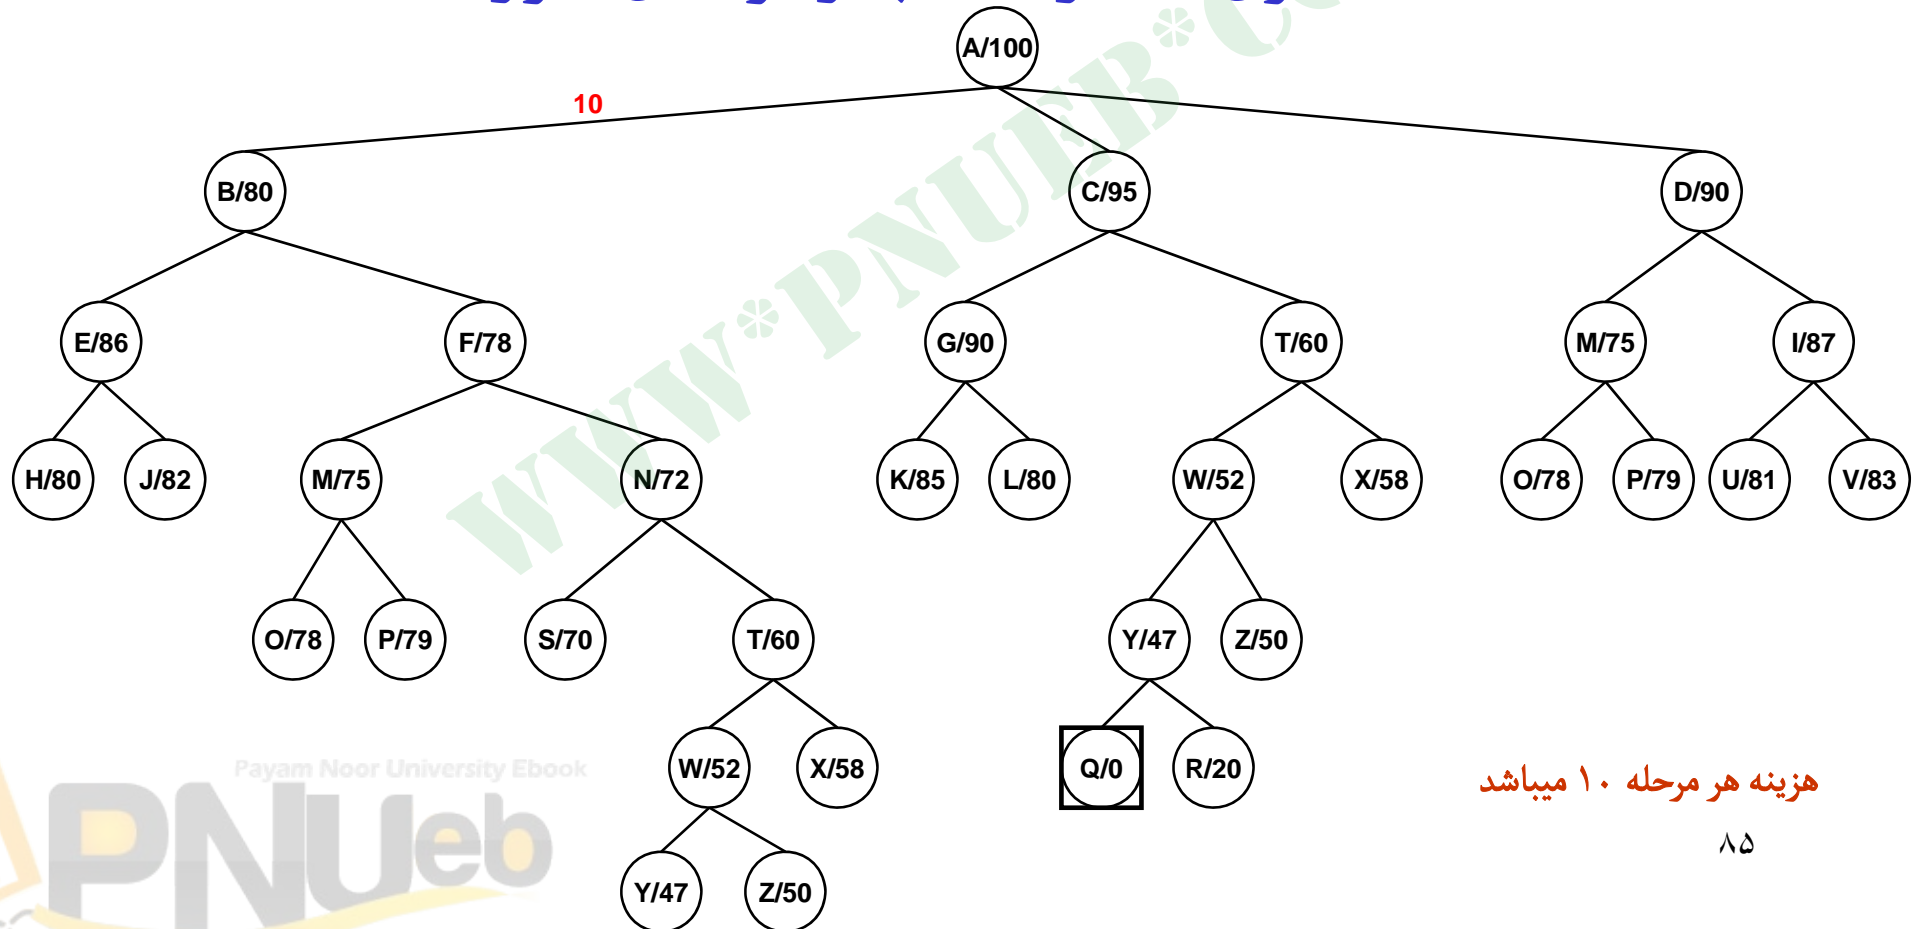 A/100
10
B/80 C/95 D/90
E/86 F/78 G/90 T/60 M/75 I/87
H/80 J/82 M/75 N/72 K/85 L/80 W/52 X/58 O/78 P/79 U/81 V/83
O/78 P/79 S/70 T/60 Y/47 Z/50
W/52 X/58 Q/0 R/20
Y/47 Z/50
هزینه هر مرحله ۱۰ میباشد
۸۵
Payam Noor University Ebook
PNUeb